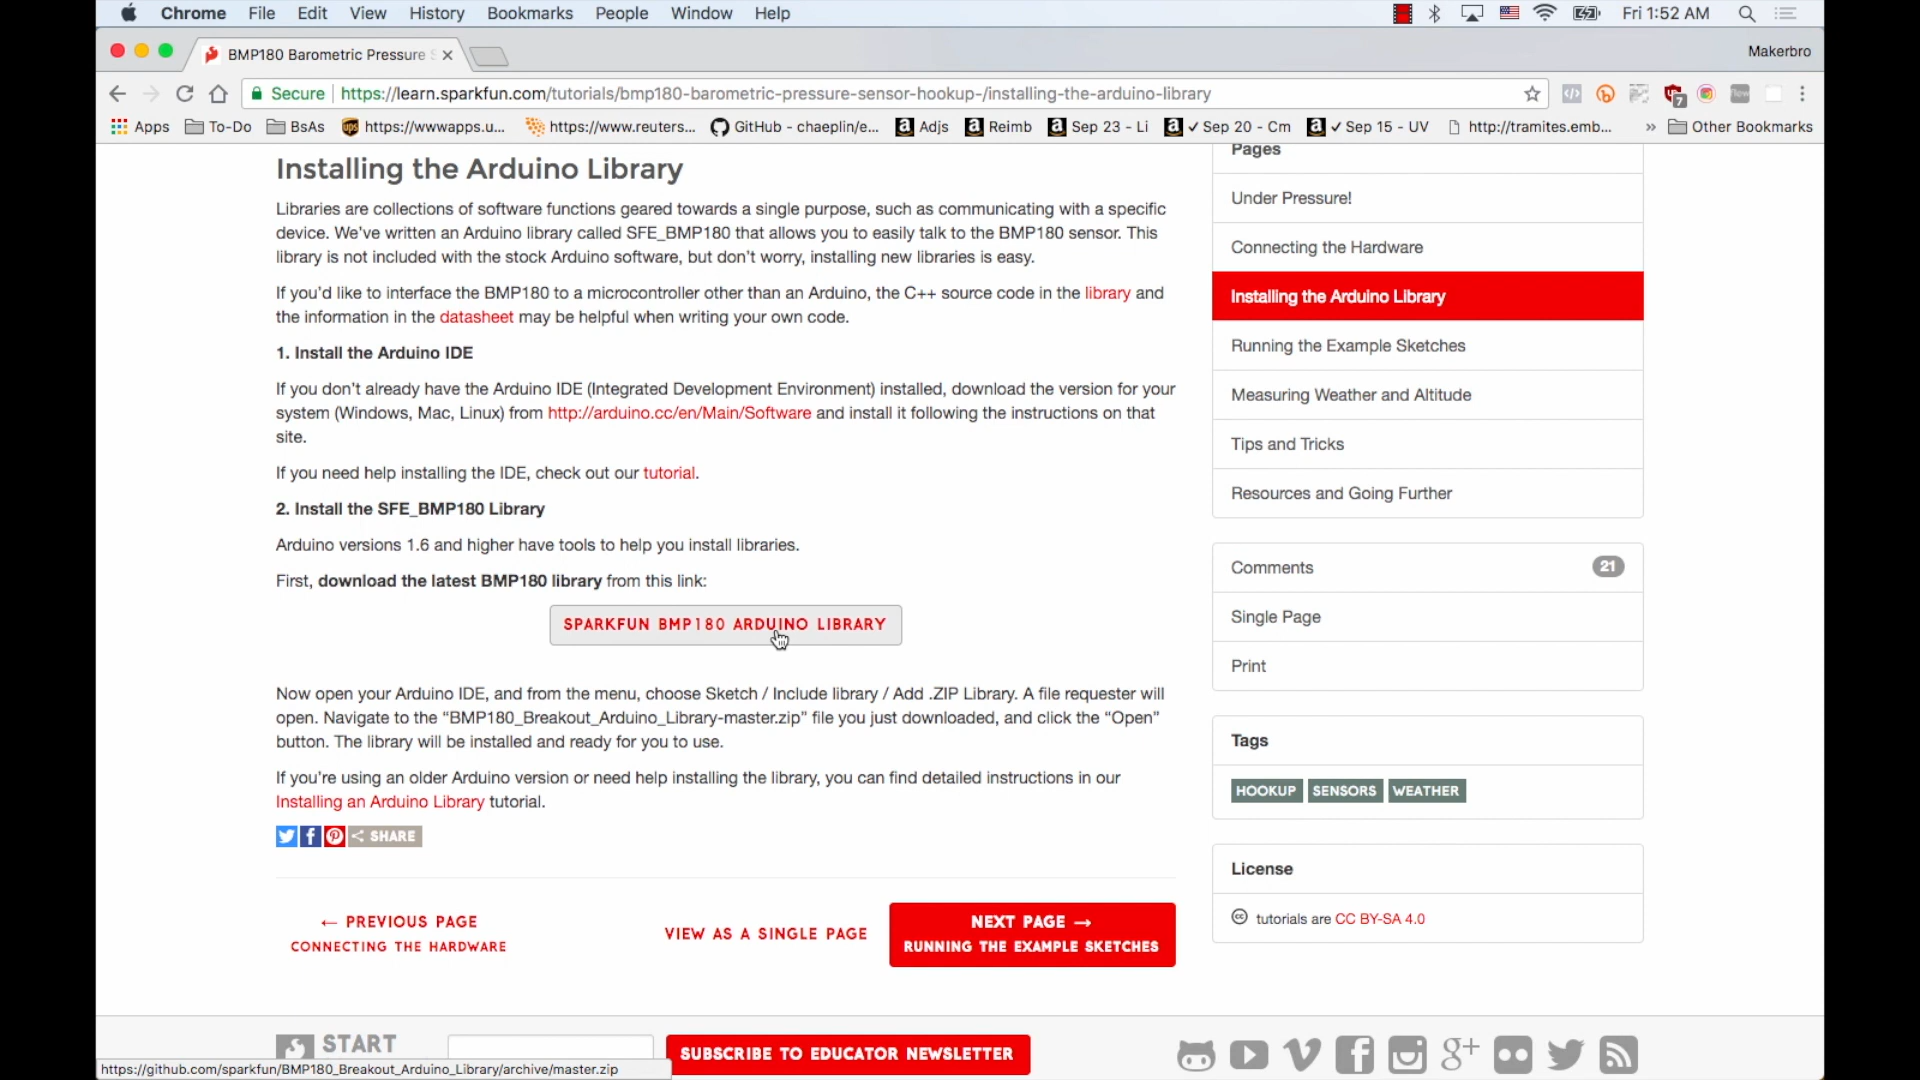 Chrome File Edit View History Bookmarks People Window Help
Fri 1:52 AM
BMP180 Barometric Pressure S
Makerbro
Secure https://learn.sparkfun.com/tutorials/bmp180-barometric-pressure-sensor-hookup-/installing-the-arduino-library
7
Apps To-Do BsAs https://wwwapps.u... https://www.reuters... GitHub - chaeplin/e... Adjs Reimb Sep 23 - Li ✓ Sep 20 - Cm ✓ Sep 15 - UV http://tramites.emb... » Other Bookmarks
Installing the Arduino Library
Libraries are collections of software functions geared towards a single purpose, such as communicating with a specific
device. We've written an Arduino library called SFE_BMP180 that allows you to easily talk to the BMP180 sensor. This
library is not included with the stock Arduino software, but don't worry, installing new libraries is easy.
If you'd like to interface the BMP180 to a microcontroller other than an Arduino, the C++ source code in the library and
the information in the datasheet may be helpful when writing your own code.
1. Install the Arduino IDE
If you don't already have the Arduino IDE (Integrated Development Environment) installed, download the version for your
system (Windows, Mac, Linux) from http://arduino.cc/en/Main/Software and install it following the instructions on that
site.
If you need help installing the IDE, check out our tutorial.
2. Install the SFE_BMP180 Library
Arduino versions 1.6 and higher have tools to help you install libraries.
First, download the latest BMP180 library from this link:
SPARKFUN BMP180 ARDUINO LIBRARY
Now open your Arduino IDE, and from the menu, choose Sketch / Include library / Add .ZIP Library. A file requester will
open. Navigate to the "BMP180_Breakout_Arduino_Library-master.zip" file you just downloaded, and click the "Open"
button. The library will be installed and ready for you to use.
If you're using an older Arduino version or need help installing the library, you can find detailed instructions in our
Installing an Arduino Library tutorial.
SHARE
← PREVIOUS PAGE
CONNECTING THE HARDWARE
VIEW AS A SINGLE PAGE
NEXT PAGE →
RUNNING THE EXAMPLE SKETCHES
Pages
Under Pressure!
Connecting the Hardware
Installing the Arduino Library
Running the Example Sketches
Measuring Weather and Altitude
Tips and Tricks
Resources and Going Further
Comments 21
Single Page
Print
Tags
HOOKUP SENSORS WEATHER
License
tutorials are CC BY-SA 4.0
START
SUBSCRIBE TO EDUCATOR NEWSLETTER
https://github.com/sparkfun/BMP180_Breakout_Arduino_Library/archive/master.zip